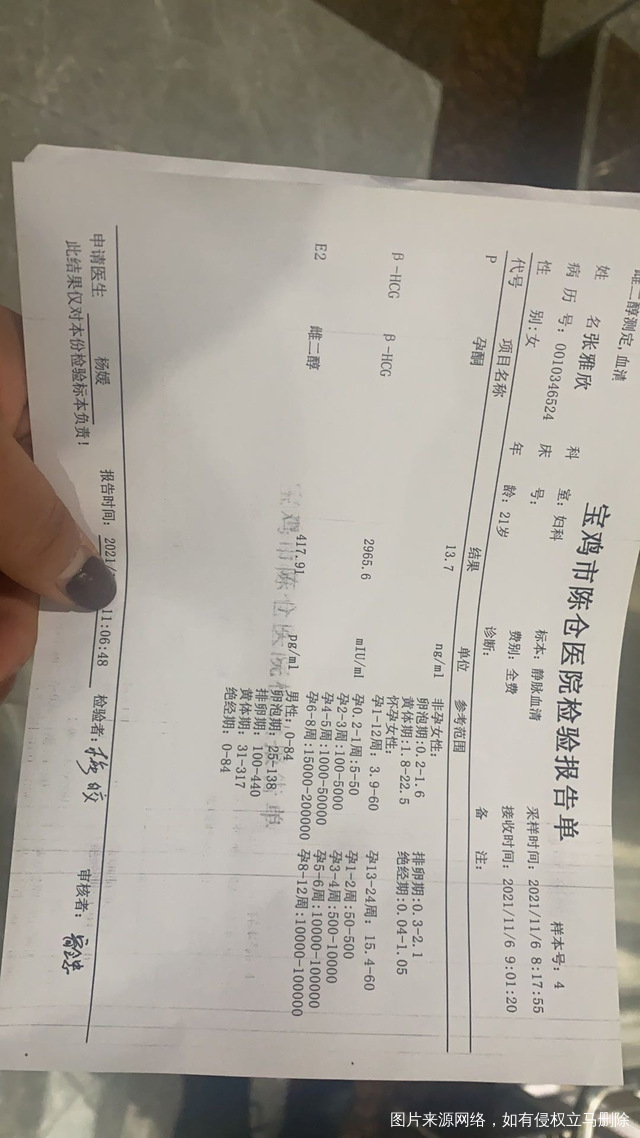 雌二醇测定,血清
宝鸡市陈仓医院检验报告单
样本号: 4
姓 名张雅欣 科 室: 妇科 标本: 静脉血清 采样时间: 2021/11/6 8:17:55
病 历 号: 0010346524 床 号: 费别: 全费 接收时间: 2021/11/6 9:01:20
性 别:女 年 龄: 21岁 诊断: 备 注:
代号 项目名称 结果 单位 参考范围
P 孕酮 13.7 ng/ml 非孕女性:
卵泡期:0.2-1.6 排卵期:0.3-2.1
黄体期:1.8-22.5 绝经期:0.04-1.05
怀孕女性:
孕1-12周: 3.9-60 孕13-24周: 15.4-60
β-HCG β-HCG 2965.6 mIU/ml 孕0.2-1周:5-50 孕1-2周:50-500
孕2-3周:100-5000 孕3-4周:500-10000
孕4-5周:1000-50000 孕5-6周:10000-100000
孕6-8周:15000-200000 孕8-12周:10000-100000
E2 雌二醇 417.91 pg/ml 男性: 0-84
卵泡期: 25-138
排卵期: 100-440
黄体期: 31-317
绝经期: 0-84
宝鸡市陈仓医院检 单
申请医生 杨媛 报告时间: 2021/ 11:06:48 检验者: 审核者:
此结果仅对本份检验标本负责!
图片来源网络，如有侵权立马删除